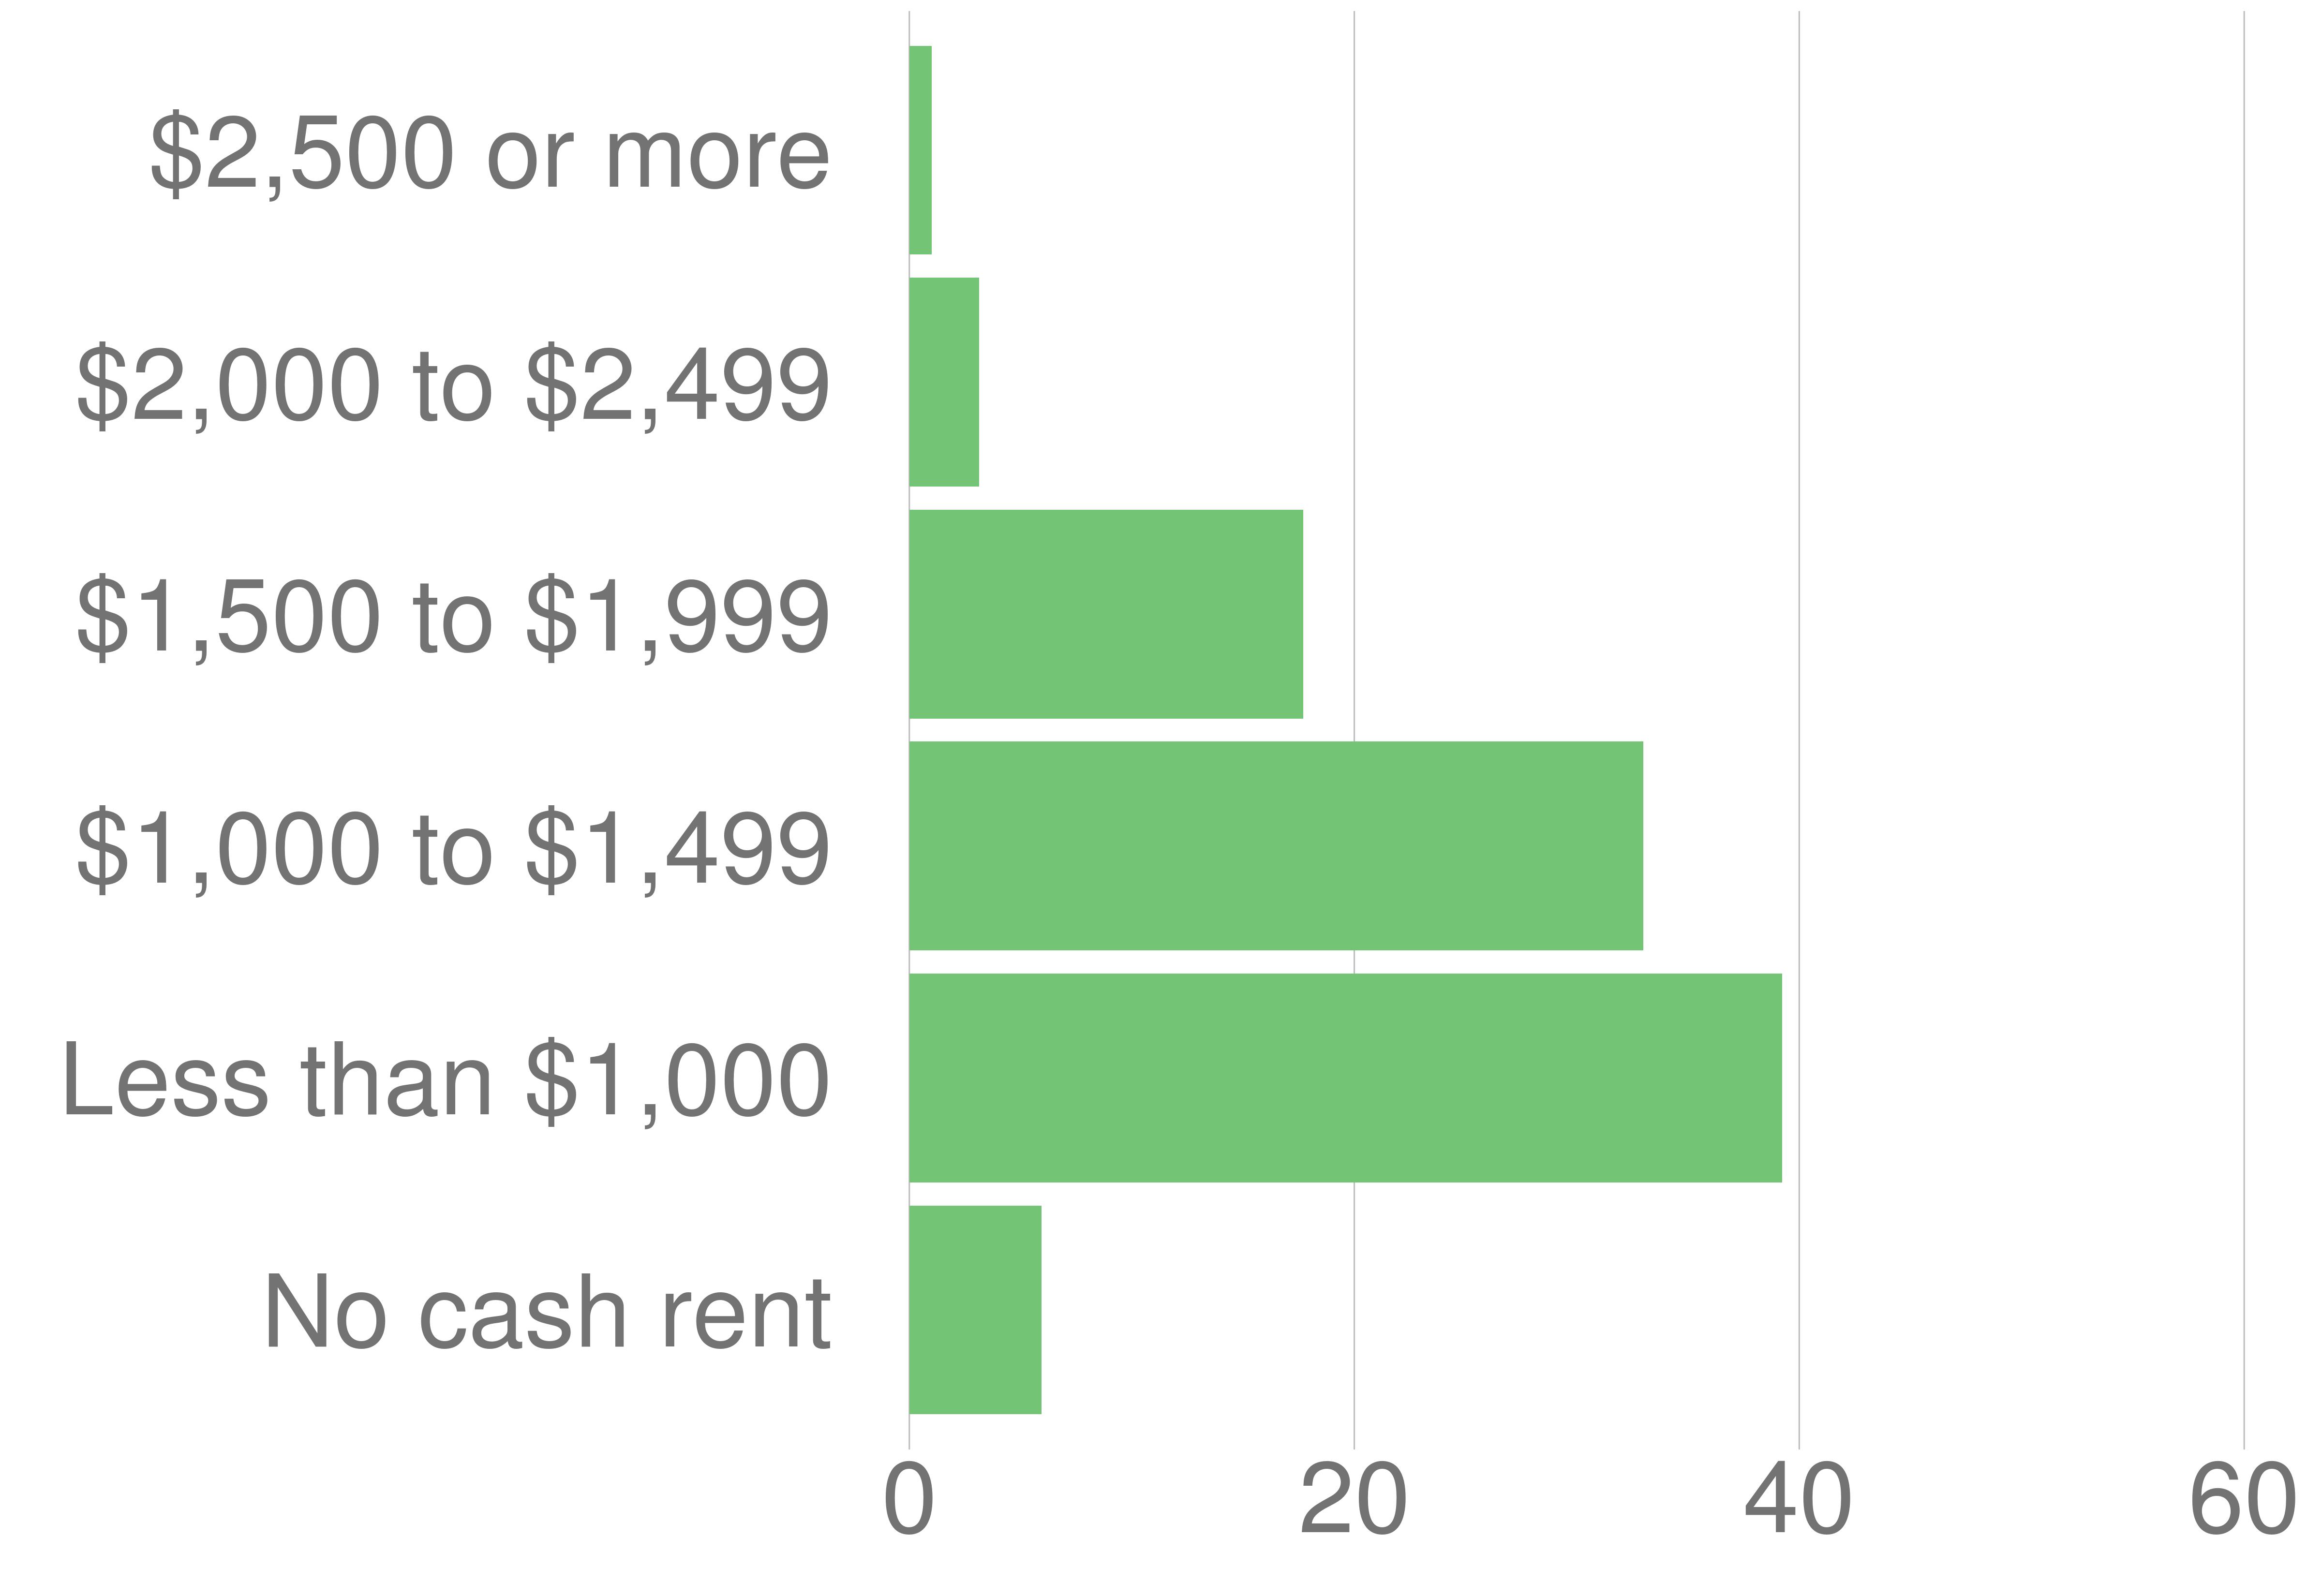 $2,500 or more
$2,000 to $2,499
$1,500 to $1,999
$1,000 to $1,499
Less than $1,000
No cash rent
0 20 40 60